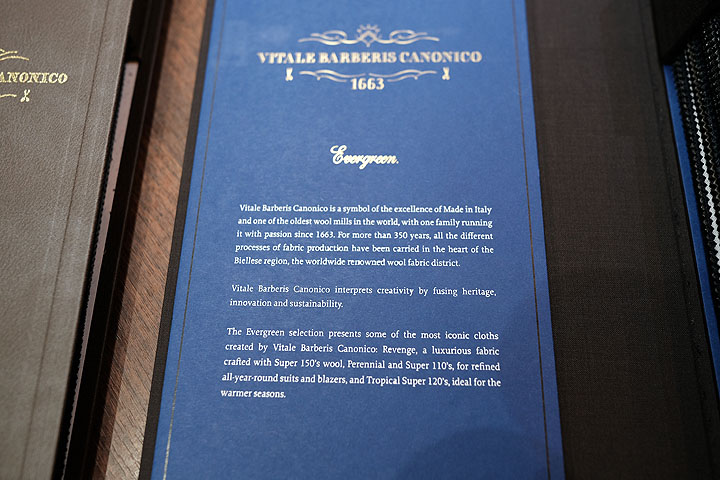 ANONICO
VITALE BARBERIS CANONICO
1663
Evergreen.
Vitale Barberis Canonico is a symbol of the excellence of Made in Italy
and one of the oldest wool mills in the world, with one family running
it with passion since 1663. For more than 350 years, all the different
processes of fabric production have been carried in the heart of the
Biellese region, the worldwide renowned wool fabric district.
Vitale Barberis Canonico interprets creativity by fusing heritage,
innovation and sustainability.
The Evergreen selection presents some of the most iconic cloths
created by Vitale Barberis Canonico: Revenge, a luxurious fabric
crafted with Super 150's wool, Perennial and Super 110's, for refined
all-year-round suits and blazers, and Tropical Super 120's, ideal for the
warmer seasons.